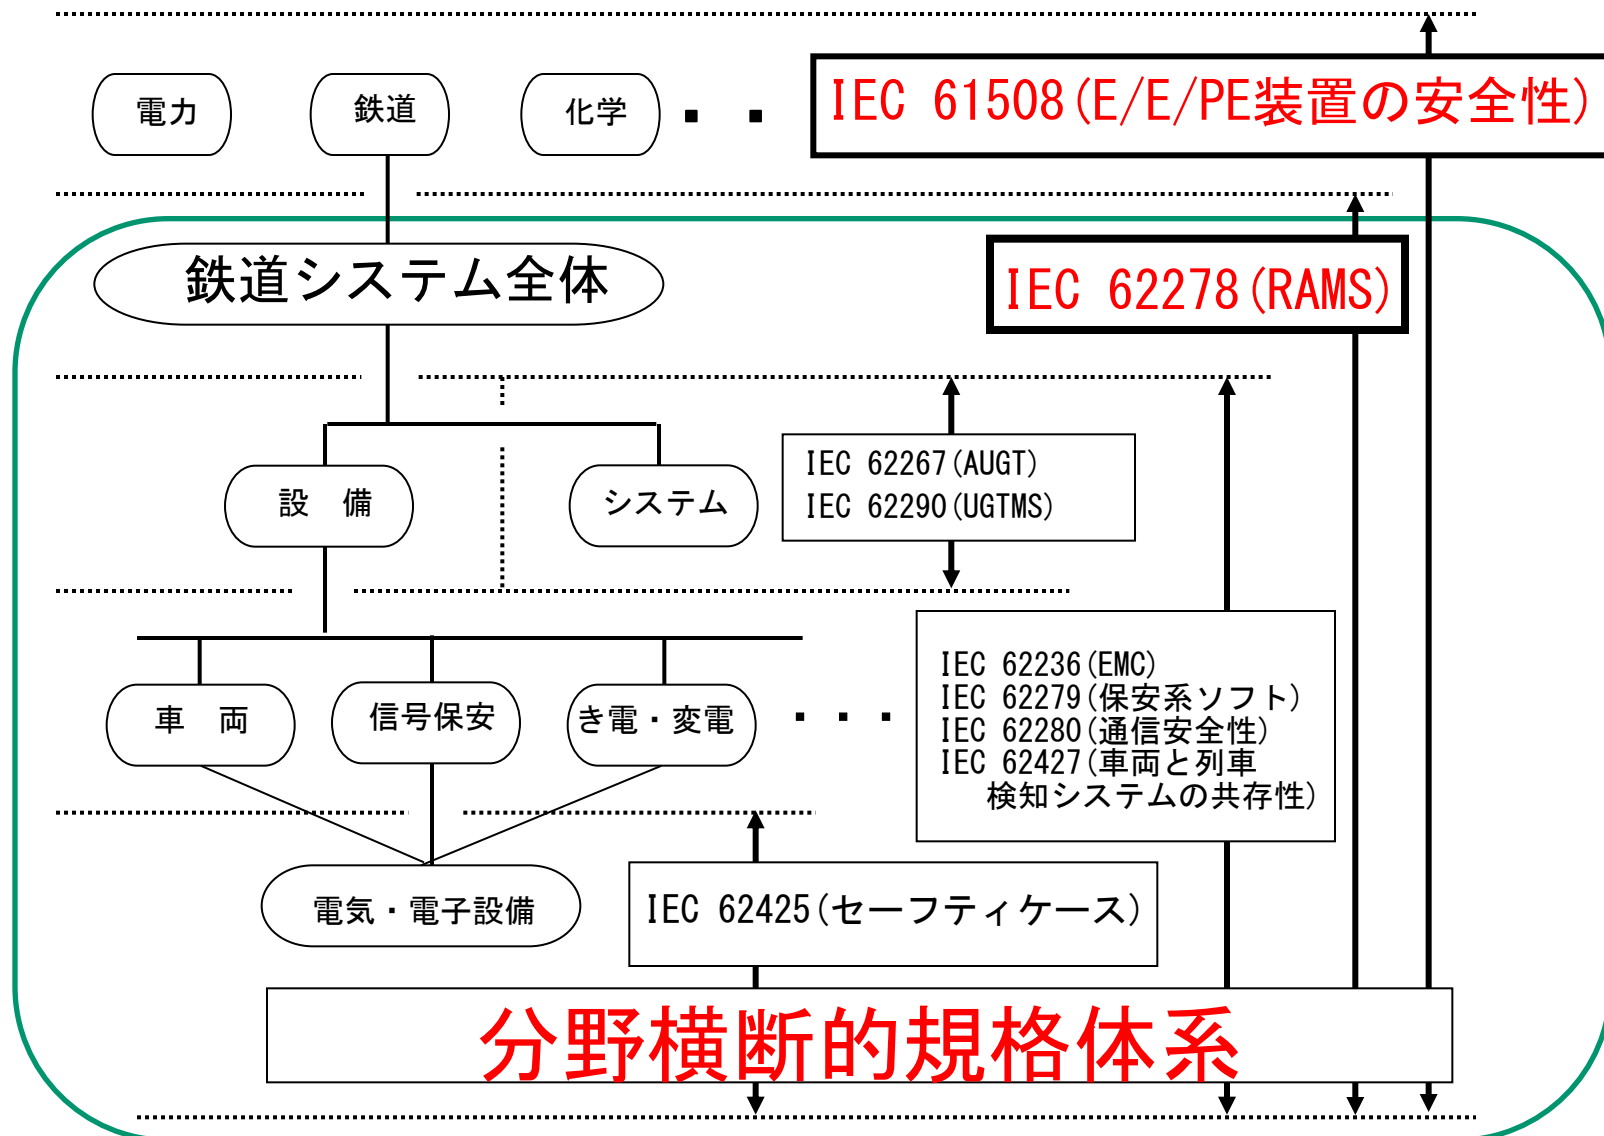 電力
鉄道
化学
・・
IEC 61508(E/E/PE装置の安全性)
鉄道システム全体
IEC 62278(RAMS)
設　備
システム
IEC 62267(AUGT)
IEC 62290(UGTMS)
車　両
信号保安
き電・変電
・・・
IEC 62236(EMC)
IEC 62279(保安系ソフト)
IEC 62280(通信安全性)
IEC 62427(車両と列車
検知システムの共存性)
電気・電子設備
IEC 62425(セーフティケース)
分野横断的規格体系